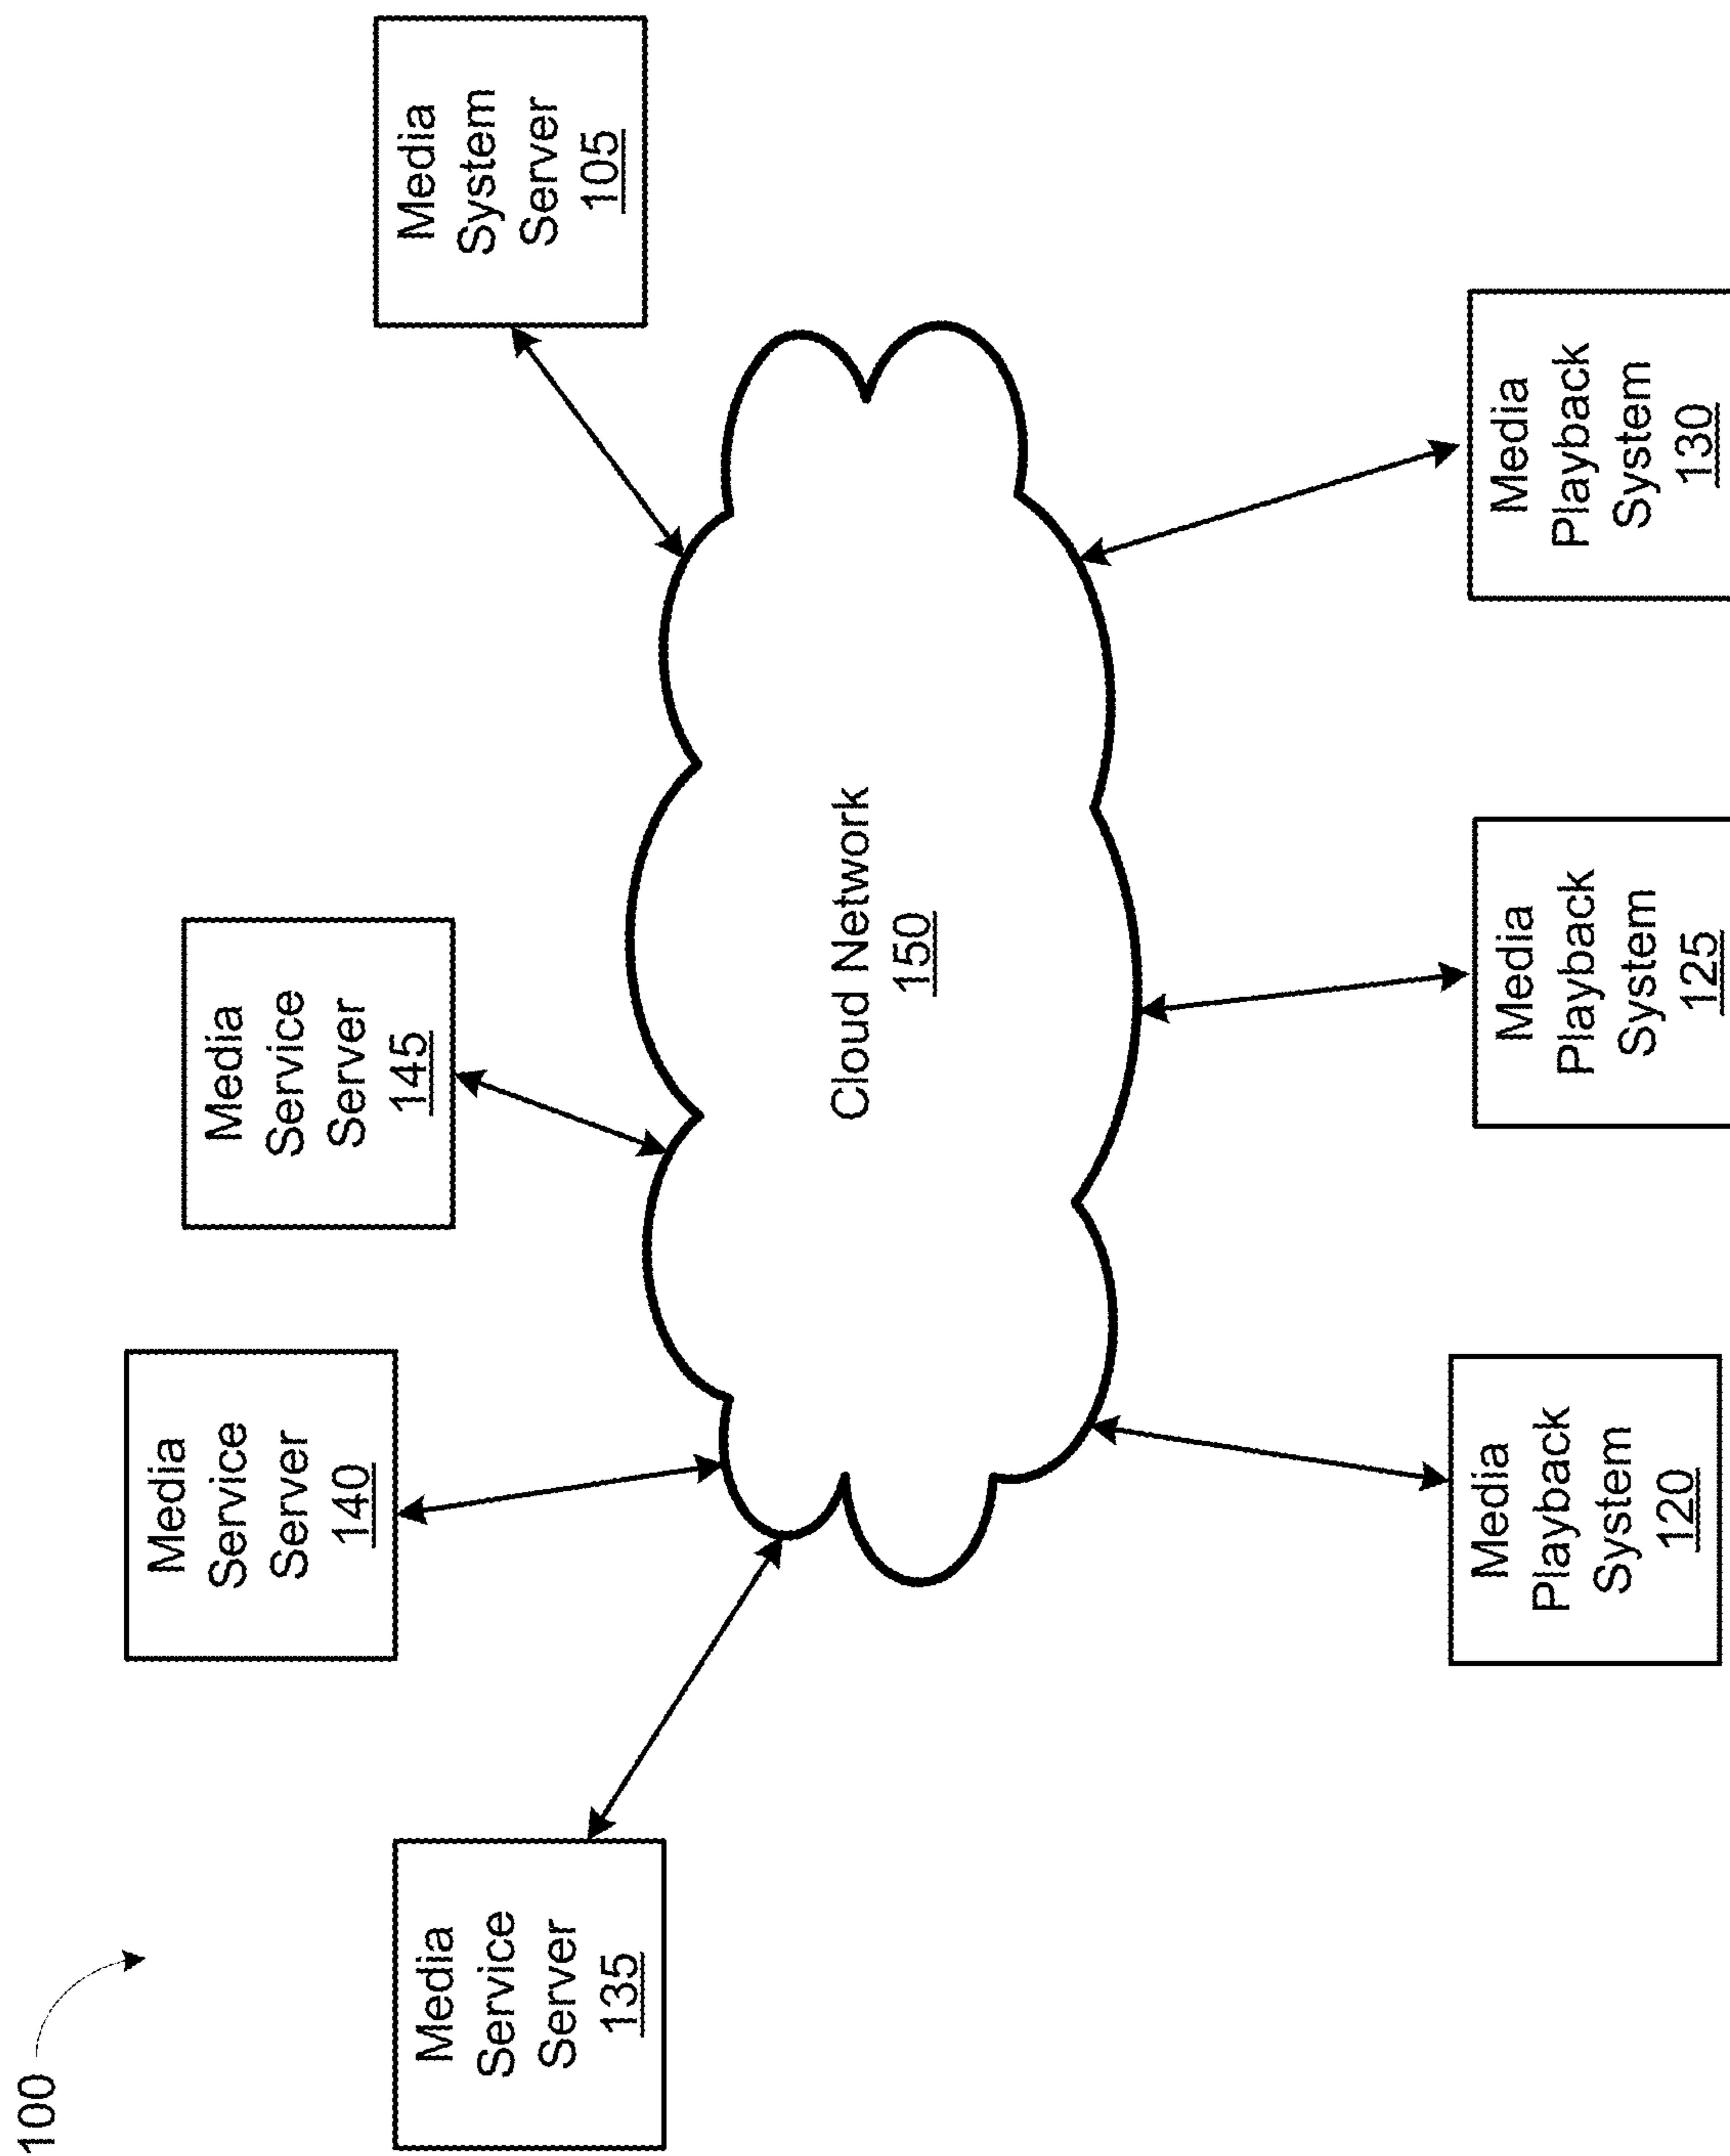 100
Media
Service
Server
135
Media
Service
Server
140
Media
Service
Server
145
Media
System
Server
105
Cloud Network
150
Media
Playback
System
120
Media
Playback
System
125
Media
Playback
System
130